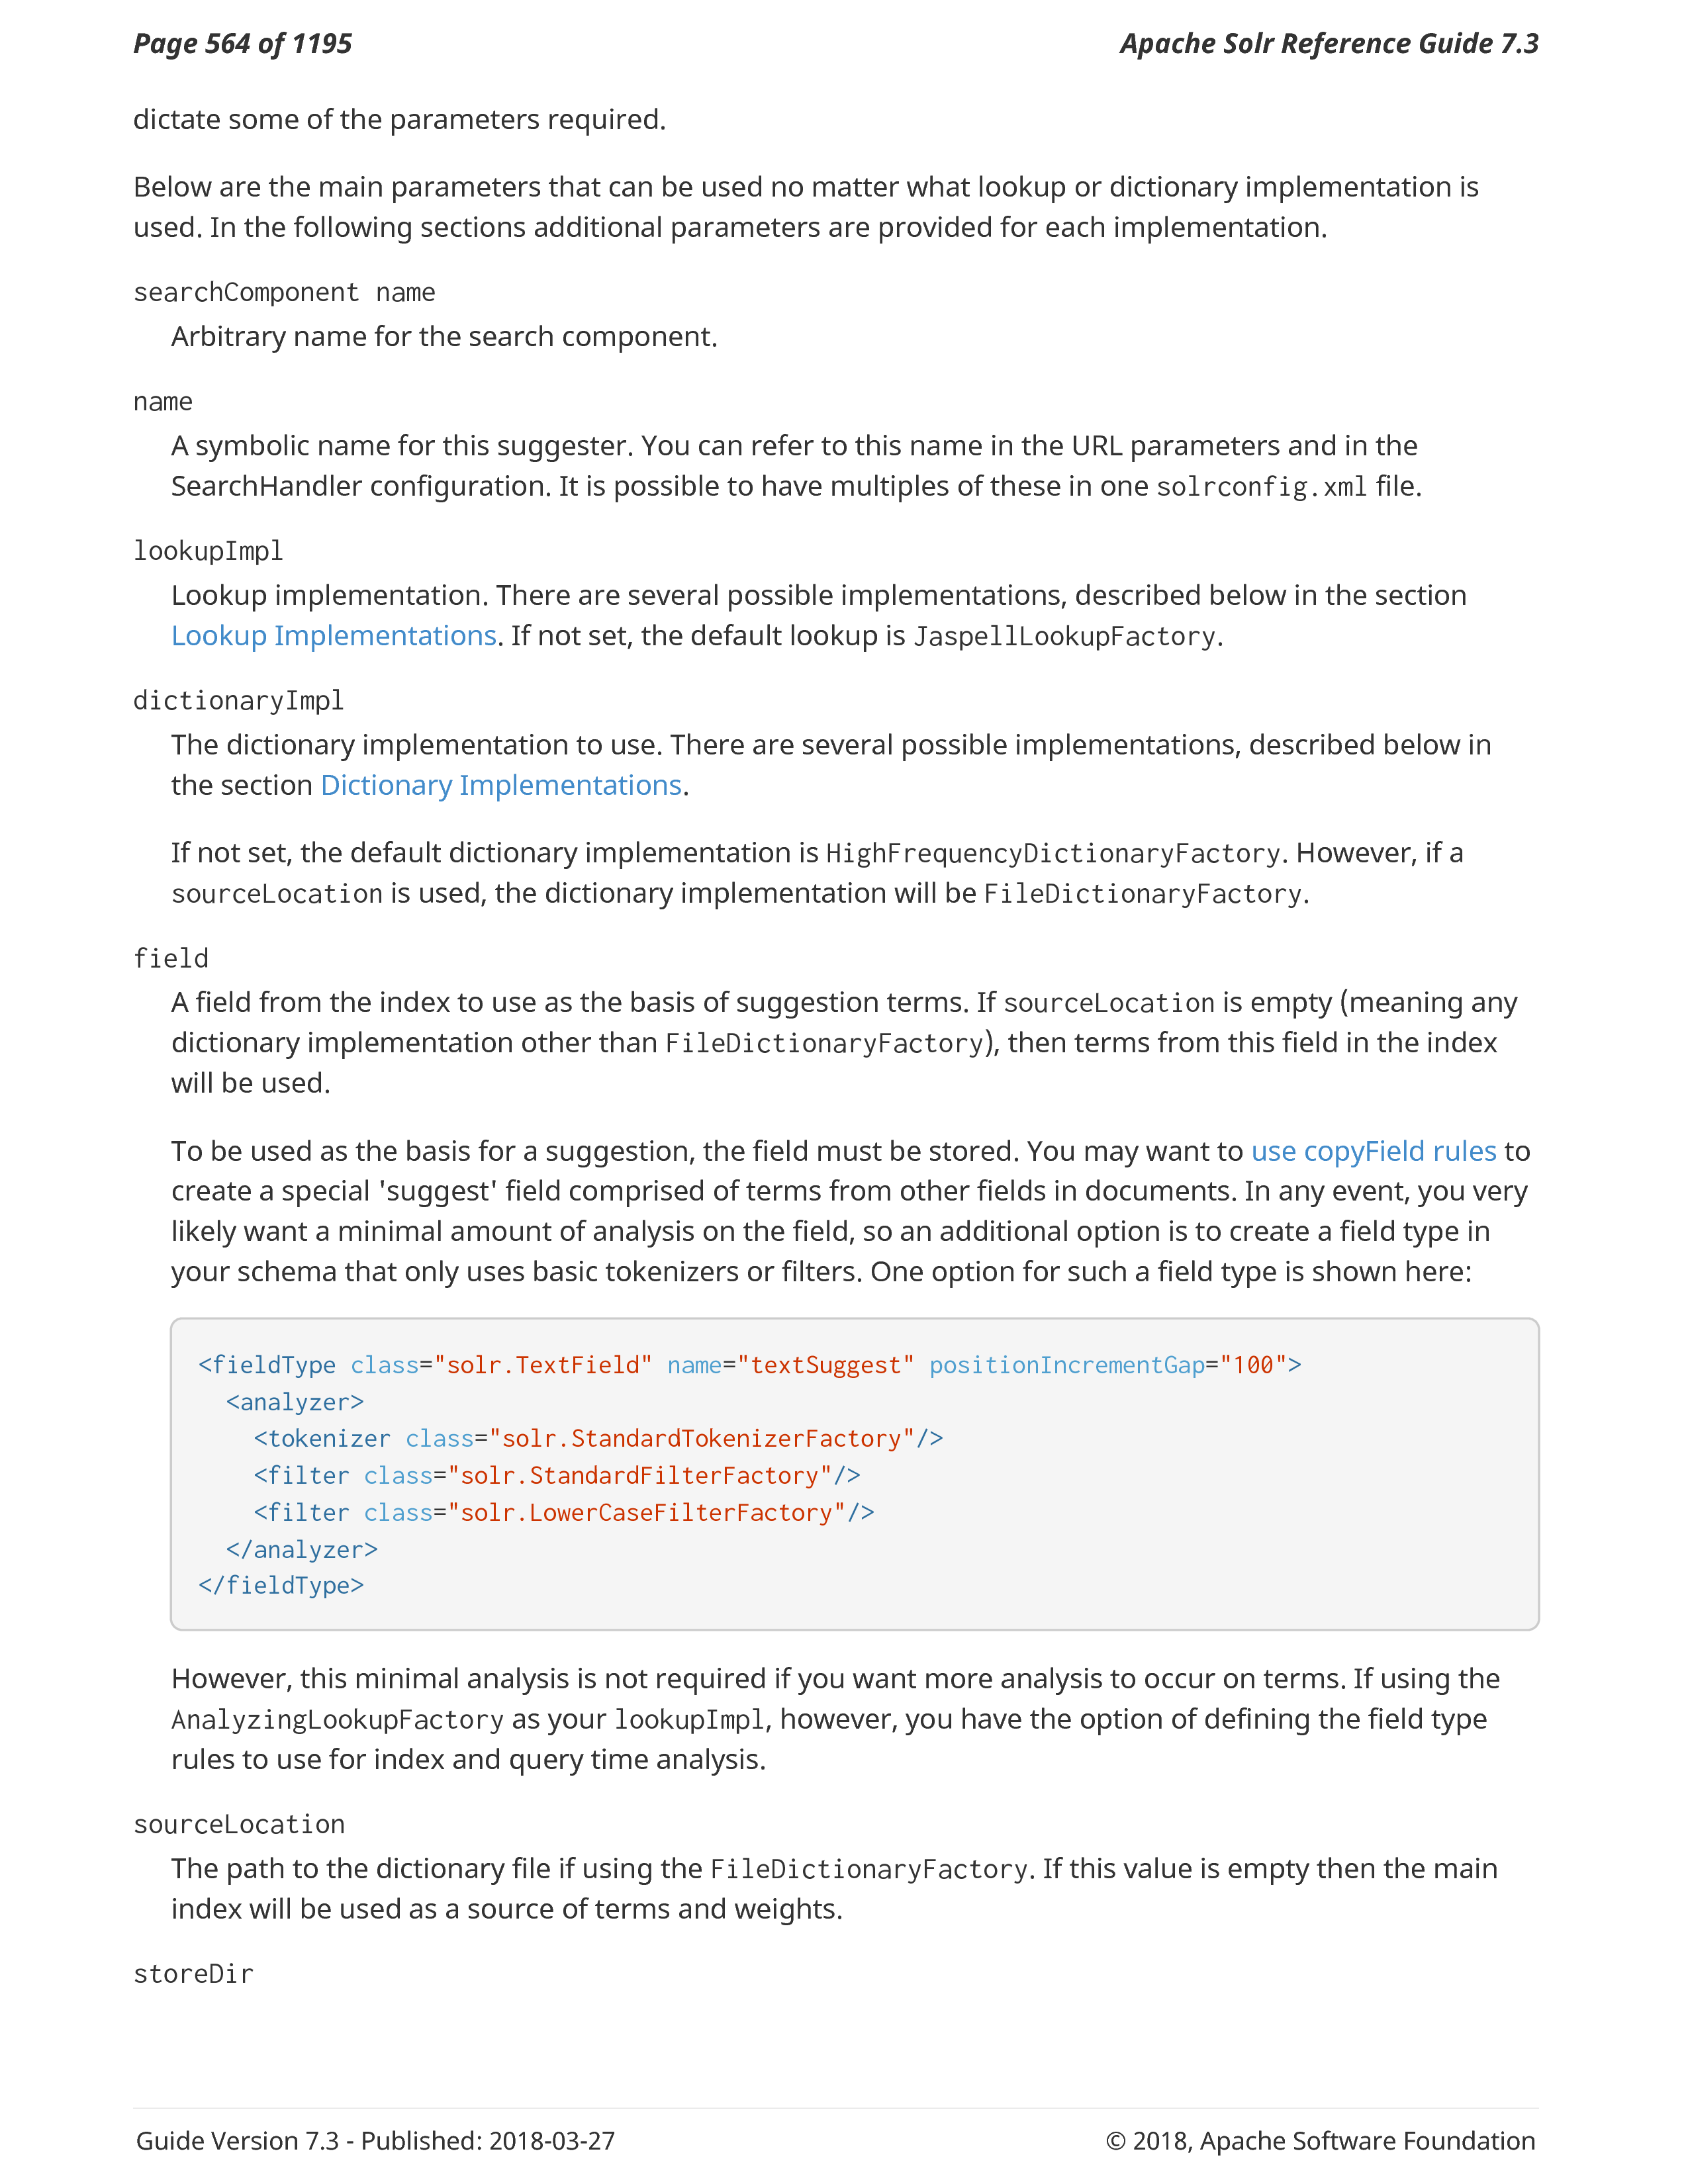 Page 564 of 1195
Apache Solr Reference Guide 7.3
dictate some of the parameters required.
Below are the main parameters that can be used no matter what lookup or dictionary implementation is
used. In the following sections additional parameters are provided for each implementation.
searchComponent name
Arbitrary name for the search component.
name
A symbolic name for this suggester. You can refer to this name in the URL parameters and in the
SearchHandler configuration. It is possible to have multiples of these in one solrconfig.xml file.
lookupImpl
Lookup implementation. There are several possible implementations, described below in the section
Lookup Implementations. If not set, the default lookup is JaspellLookupFactory.
dictionaryImpl
The dictionary implementation to use. There are several possible implementations, described below in
the section Dictionary Implementations.
If not set, the default dictionary implementation is HighFrequencyDictionaryFactory. However, if a
sourceLocation is used, the dictionary implementation will be FileDictionaryFactory.
field
A field from the index to use as the basis of suggestion terms. If sourceLocation is empty (meaning any
dictionary implementation other than FileDictionaryFactory), then terms from this field in the index
will be used.
To be used as the basis for a suggestion, the field must be stored. You may want to use copyField rules to
create a special 'suggest' field comprised of terms from other fields in documents. In any event, you very
likely want a minimal amount of analysis on the field, so an additional option is to create a field type in
your schema that only uses basic tokenizers or filters. One option for such a field type is shown here:
<fieldType class="solr.TextField" name="textSuggest" positionIncrementGap="100">
  <analyzer>
    <tokenizer class="solr.StandardTokenizerFactory"/>
    <filter class="solr.StandardFilterFactory"/>
    <filter class="solr.LowerCaseFilterFactory"/>
  </analyzer>
</fieldType>
However, this minimal analysis is not required if you want more analysis to occur on terms. If using the
AnalyzingLookupFactory as your lookupImpl, however, you have the option of defining the field type
rules to use for index and query time analysis.
sourceLocation
The path to the dictionary file if using the FileDictionaryFactory. If this value is empty then the main
index will be used as a source of terms and weights.
storeDir
Guide Version 7.3 - Published: 2018-03-27
© 2018, Apache Software Foundation